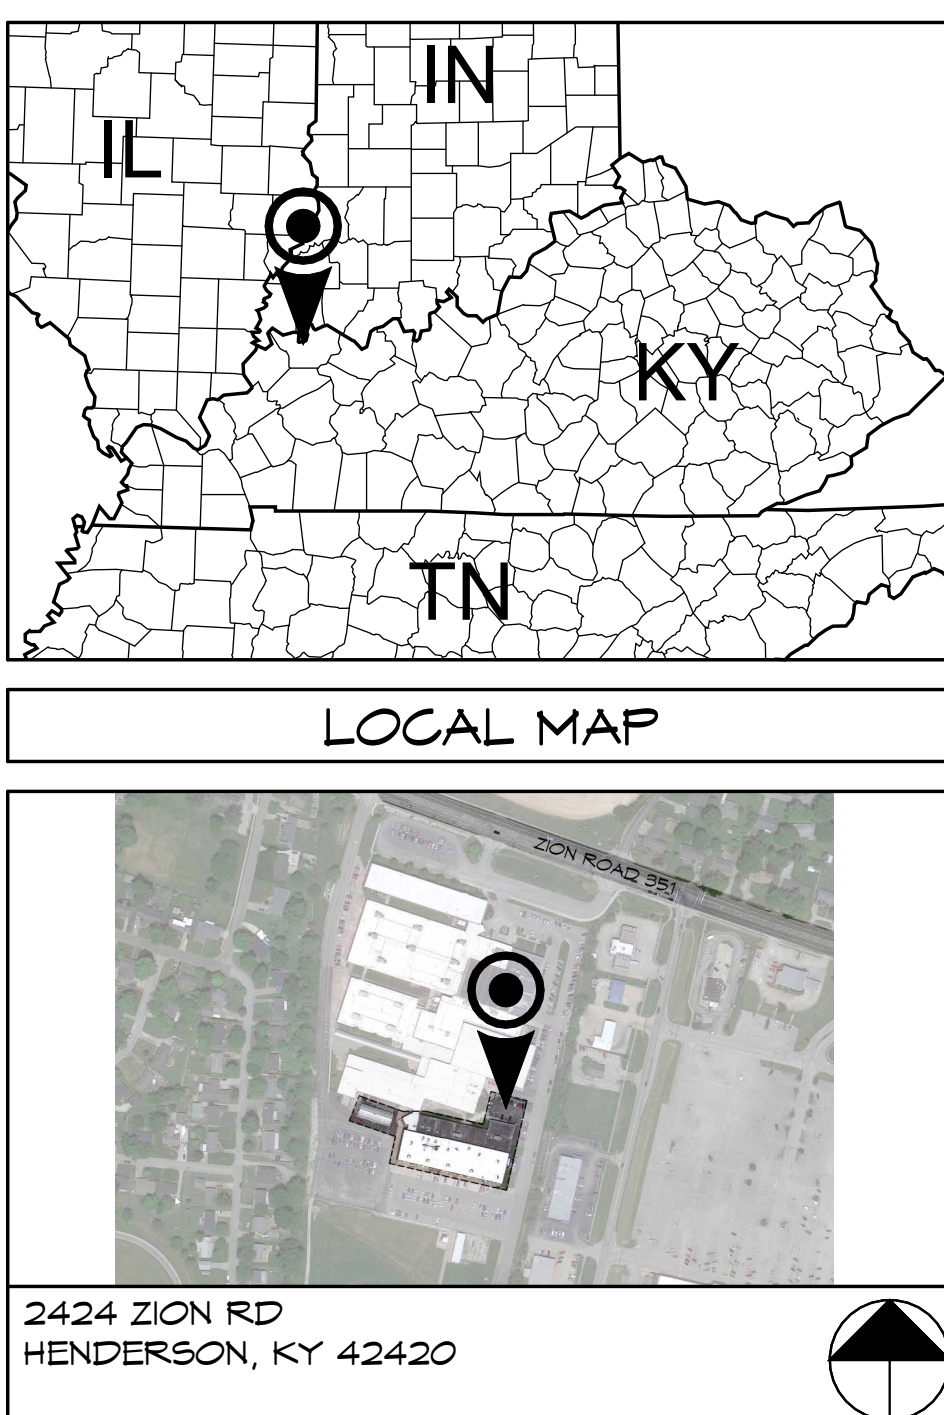 IN
IL
KY
TN
LOCAL MAP
ZION ROAD 351
2424 ZION RD
HENDERSON, KY 42420